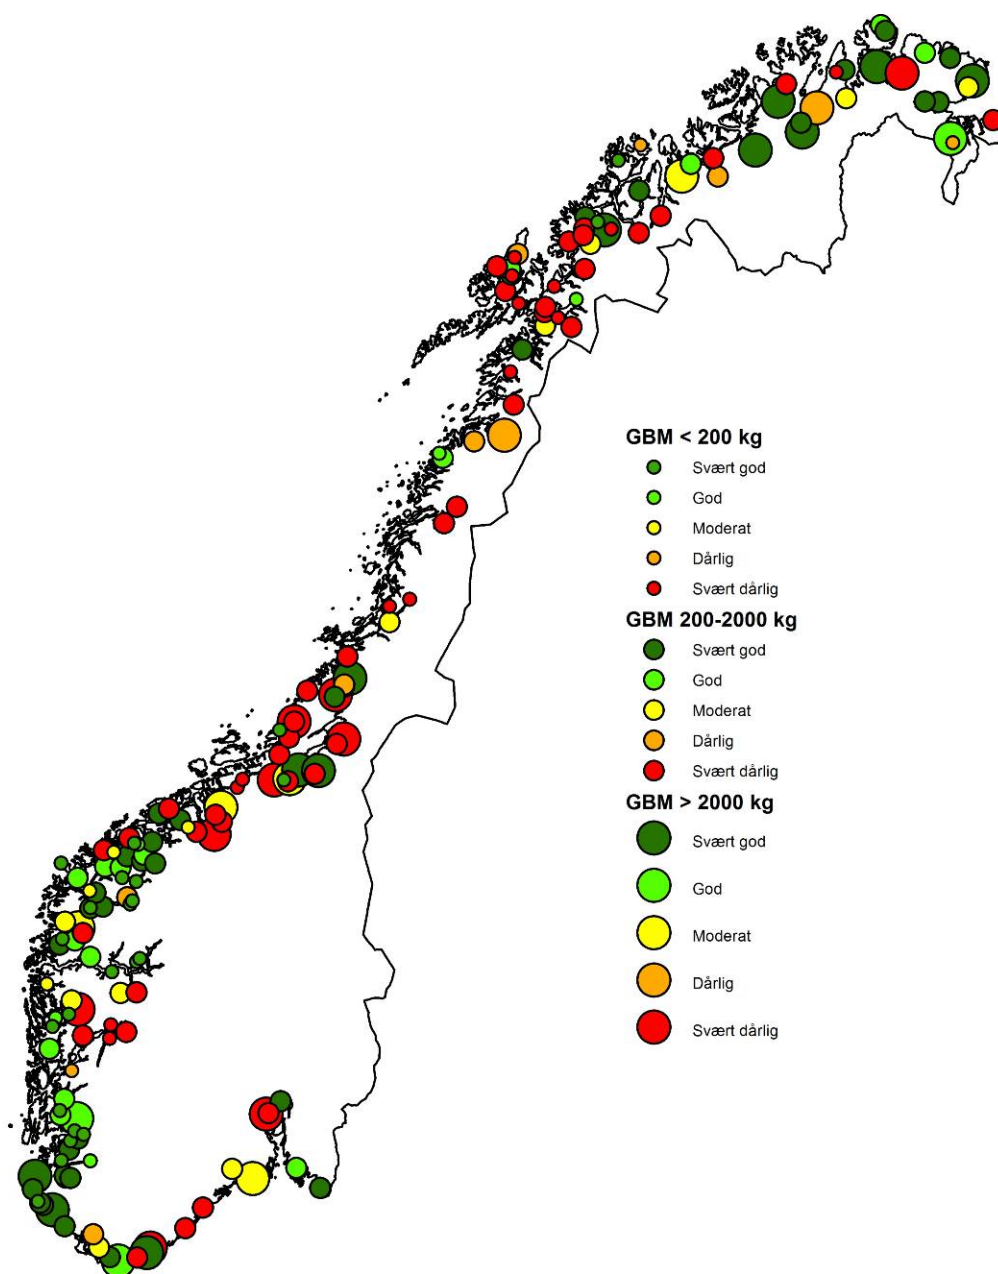 GBM < 200 kg
Svært god
God
Moderat
Dårlig
Svært dårlig
GBM 200-2000 kg
Svært god
God
Moderat
Dårlig
Svært dårlig
GBM > 2000 kg
Svært god
God
Moderat
Dårlig
Svært dårlig